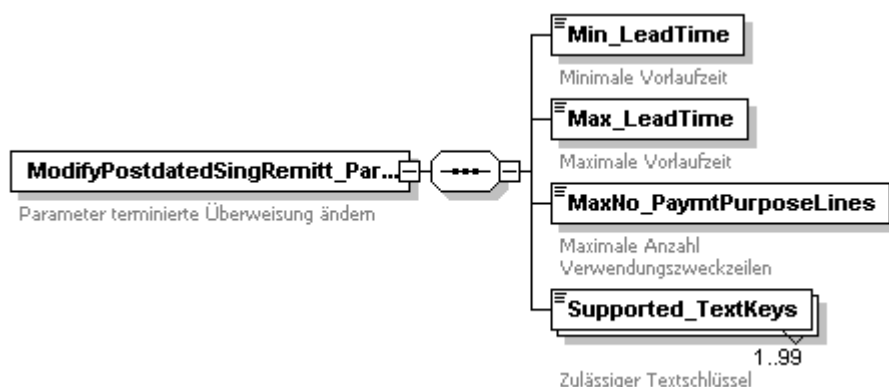 Min_LeadTime
Minimale Vorlaufzeit
Max_LeadTime
Maximale Vorlaufzeit
ModifyPostdatedSingRemitt_Par...
Parameter terminierte Überweisung ändern
MaxNo_PaymtPurposeLines
Maximale Anzahl
Verwendungszweckzeilen
Supported_TextKeys
1..99
Zulässiger Textschlüssel